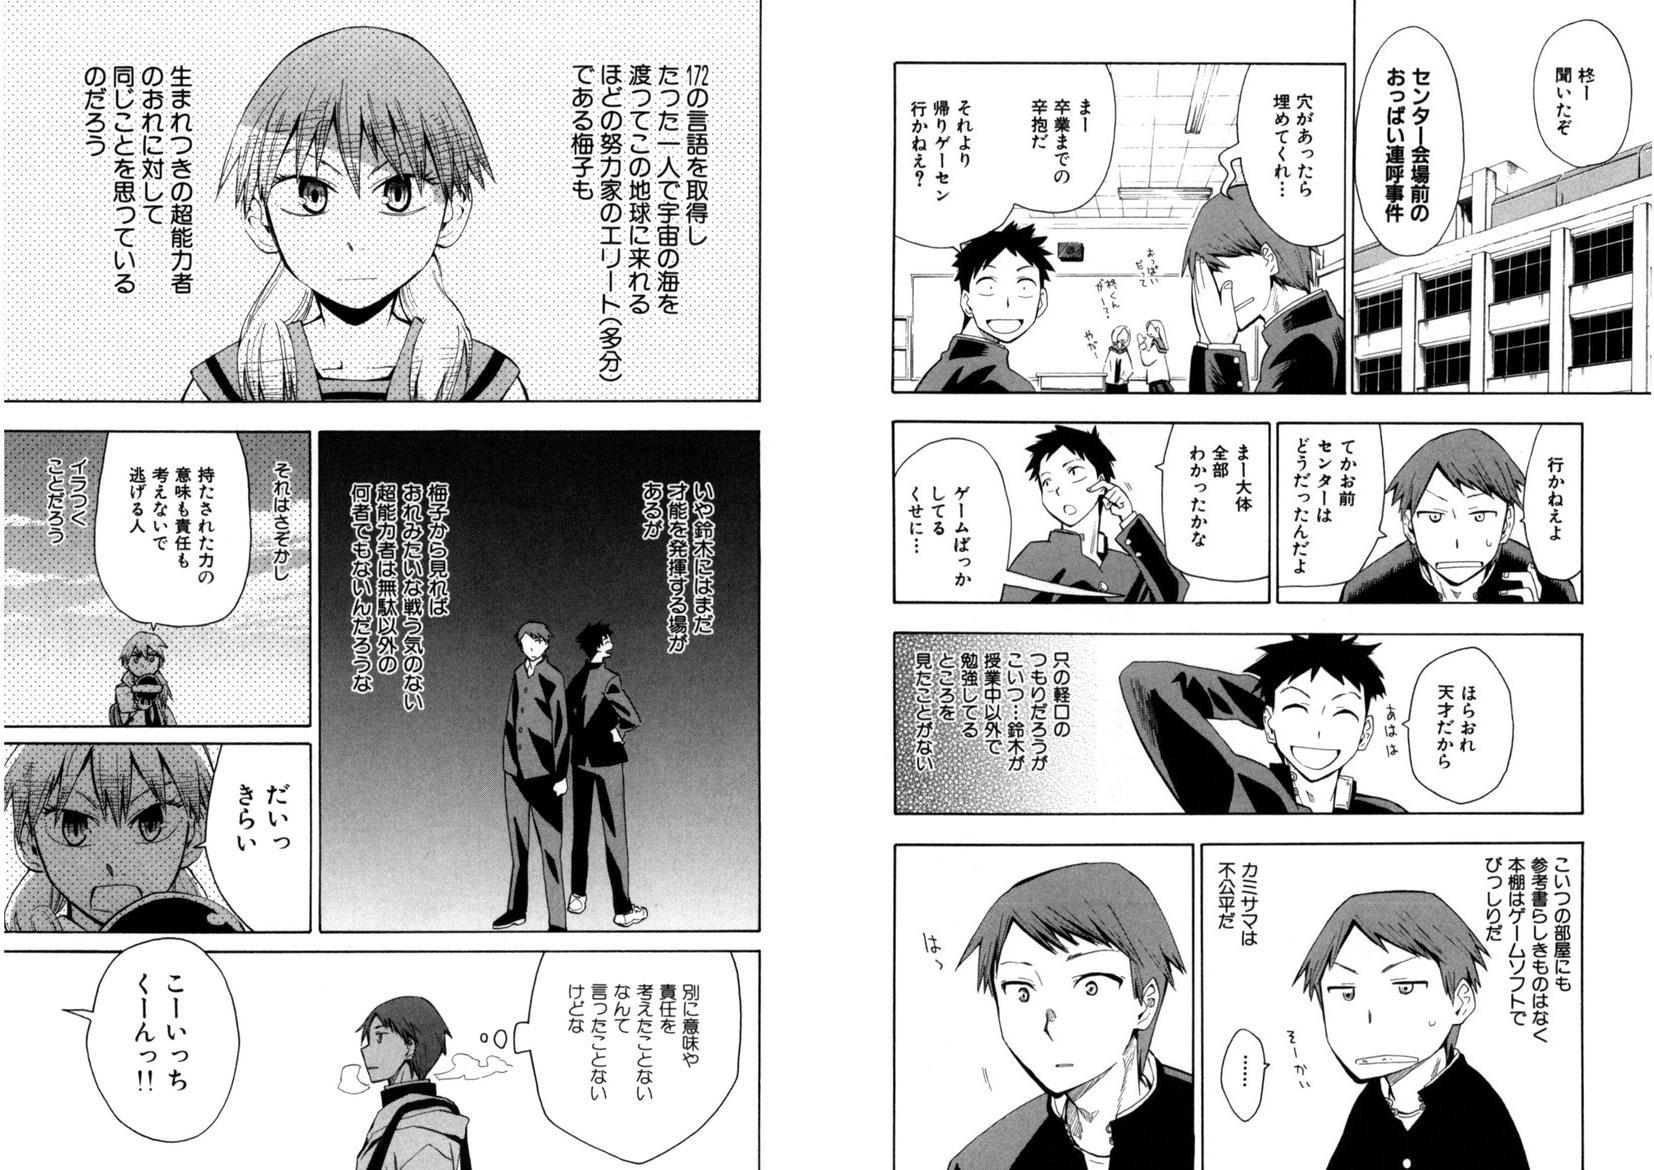 柊ー
聞いたぞ
センター会場前の
おっぱい連呼事件
穴があったら
埋めてくれ…
まー
卒業までの
辛抱だ
それより
帰りゲーセン
行かねえ?
おっぱい
だって
柊くん
がー?
やだー
行かねえよ
てかお前
センターは
どうだったんだよ
まー大体
全部
わかったかな
ゲームばっか
してる
くせに…
ほらおれ
天才だから
あはは
只の軽口の
つもりだろうが
こいつ…鈴木が
授業中以外で
勉強してる
ところを
見たことがない
こいつの部屋にも
参考書らしきものはなく
本棚はゲームソフトで
びっしりだ
そーかい
………
カミサマは
不公平だ
は〜
172の言語を取得し
たった一人で宇宙の海を
渡ってこの地球に来れる
ほどの努力家のエリート(多分)
である梅子も
生まれつきの超能力者
のおれに対して
同じことを思っている
のだろう
いや鈴木にはまだ
才能を発揮する場が
あるが
梅子から見れば
おれみたいな戦う気のない
超能力者は無駄以外の
何者でもないんだろうな
それはさぞかし
持たされた力の
意味も責任も
考えないで
逃げる人
イラつく
ことだろう
だいっ
きらい
別に意味や
責任を
考えたことない
なんて
言ったことない
けどな
こーいっち
くーんっ!!